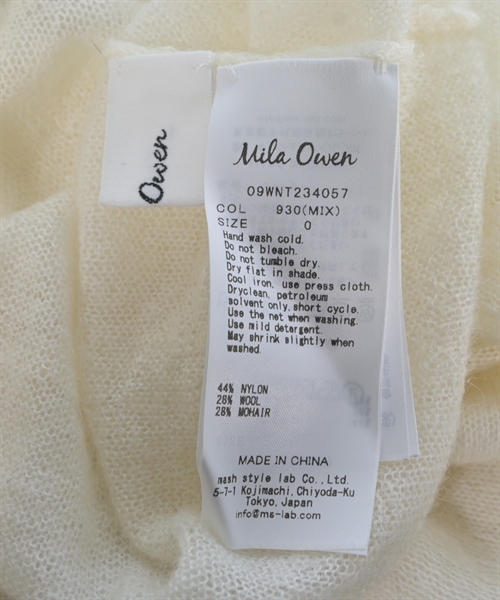 Owen
Mila Owen
09WNT234057
COL 930(MIX)
SIZE 0
Hand wash cold.
Do not bleach.
Do not tumble dry.
Dry flat in shade.
Cool iron, use press cloth.
Dryclean, petroleum
solvent only,short cycle.
Use the net when washing.
Use mild detergent.
May shrink slightly when
washed.
44% NYLON
28% WOOL
28% MOHAIR
MADE IN CHINA
mash style lab Co.,Ltd.
5-7-1 Kojimachi,Chiyoda-Ku
Tokyo,Japan
info@ms-lab.com